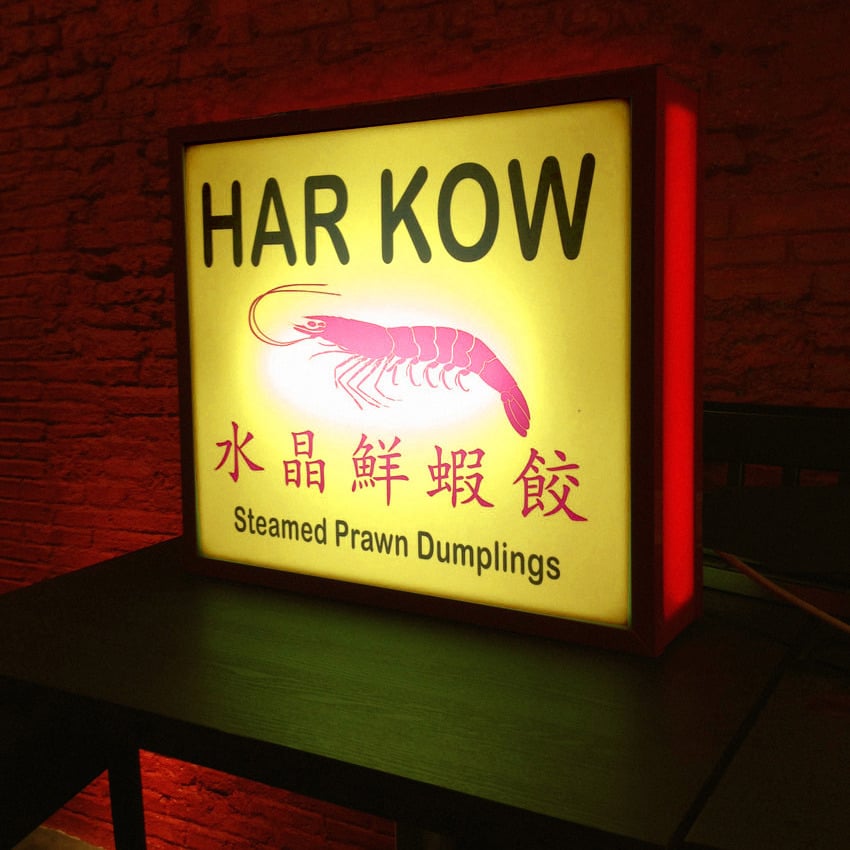 HAR KOW
水晶鮮蝦餃
Steamed Prawn Dumplings